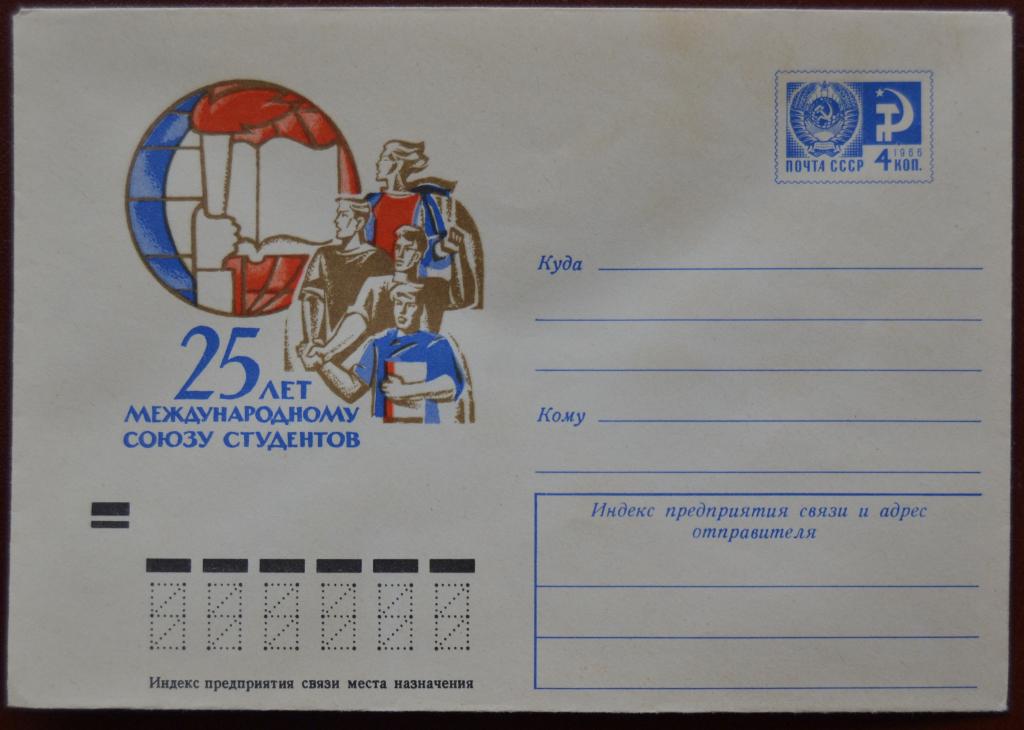 25 ЛЕТ
МЕЖДУНАРОДНОМУ
СОЮЗУ СТУДЕНТОВ
1966
ПОЧТА СССР 4 КОП.
Куда
Кому
Индекс предприятия связи и адрес
отправителя
Индекс предприятия связи места назначения